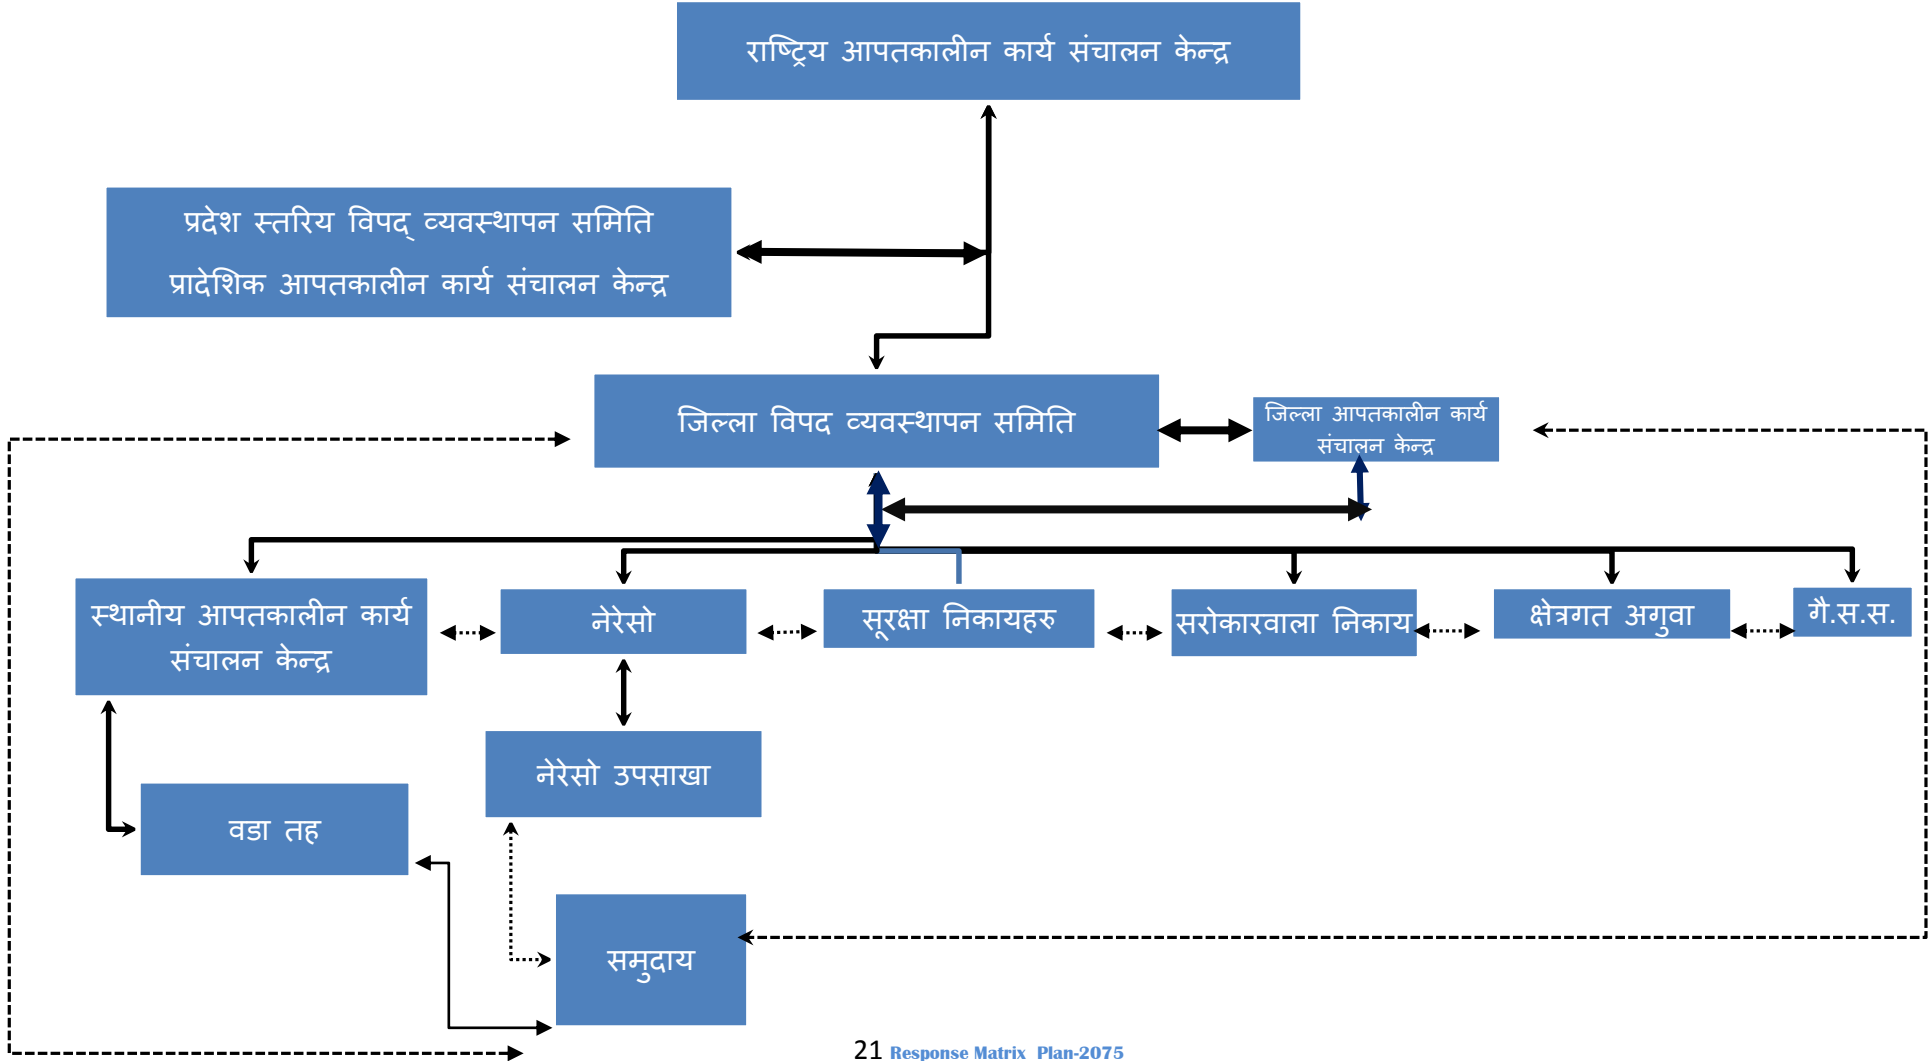 राष्ट्रिय आपतकालीन कार्य संचालन केन्द्र
प्रदेश स्तरिय विपद् व्यवस्थापन समिति
प्रादेशिक आपतकालीन कार्य संचालन केन्द्र
जिल्ला विपद व्यवस्थापन समिति
जिल्ला आपतकालीन कार्य
संचालन केन्द्र
स्थानीय आपतकालीन कार्य
संचालन केन्द्र
नेरेसो
सूरक्षा निकायहरु
सरोकारवाला निकाय
क्षेत्रगत अगुवा
गै.स.स.
नेरेसो उपसाखा
वडा तह
समुदाय
21 Response Matrix Plan-2075